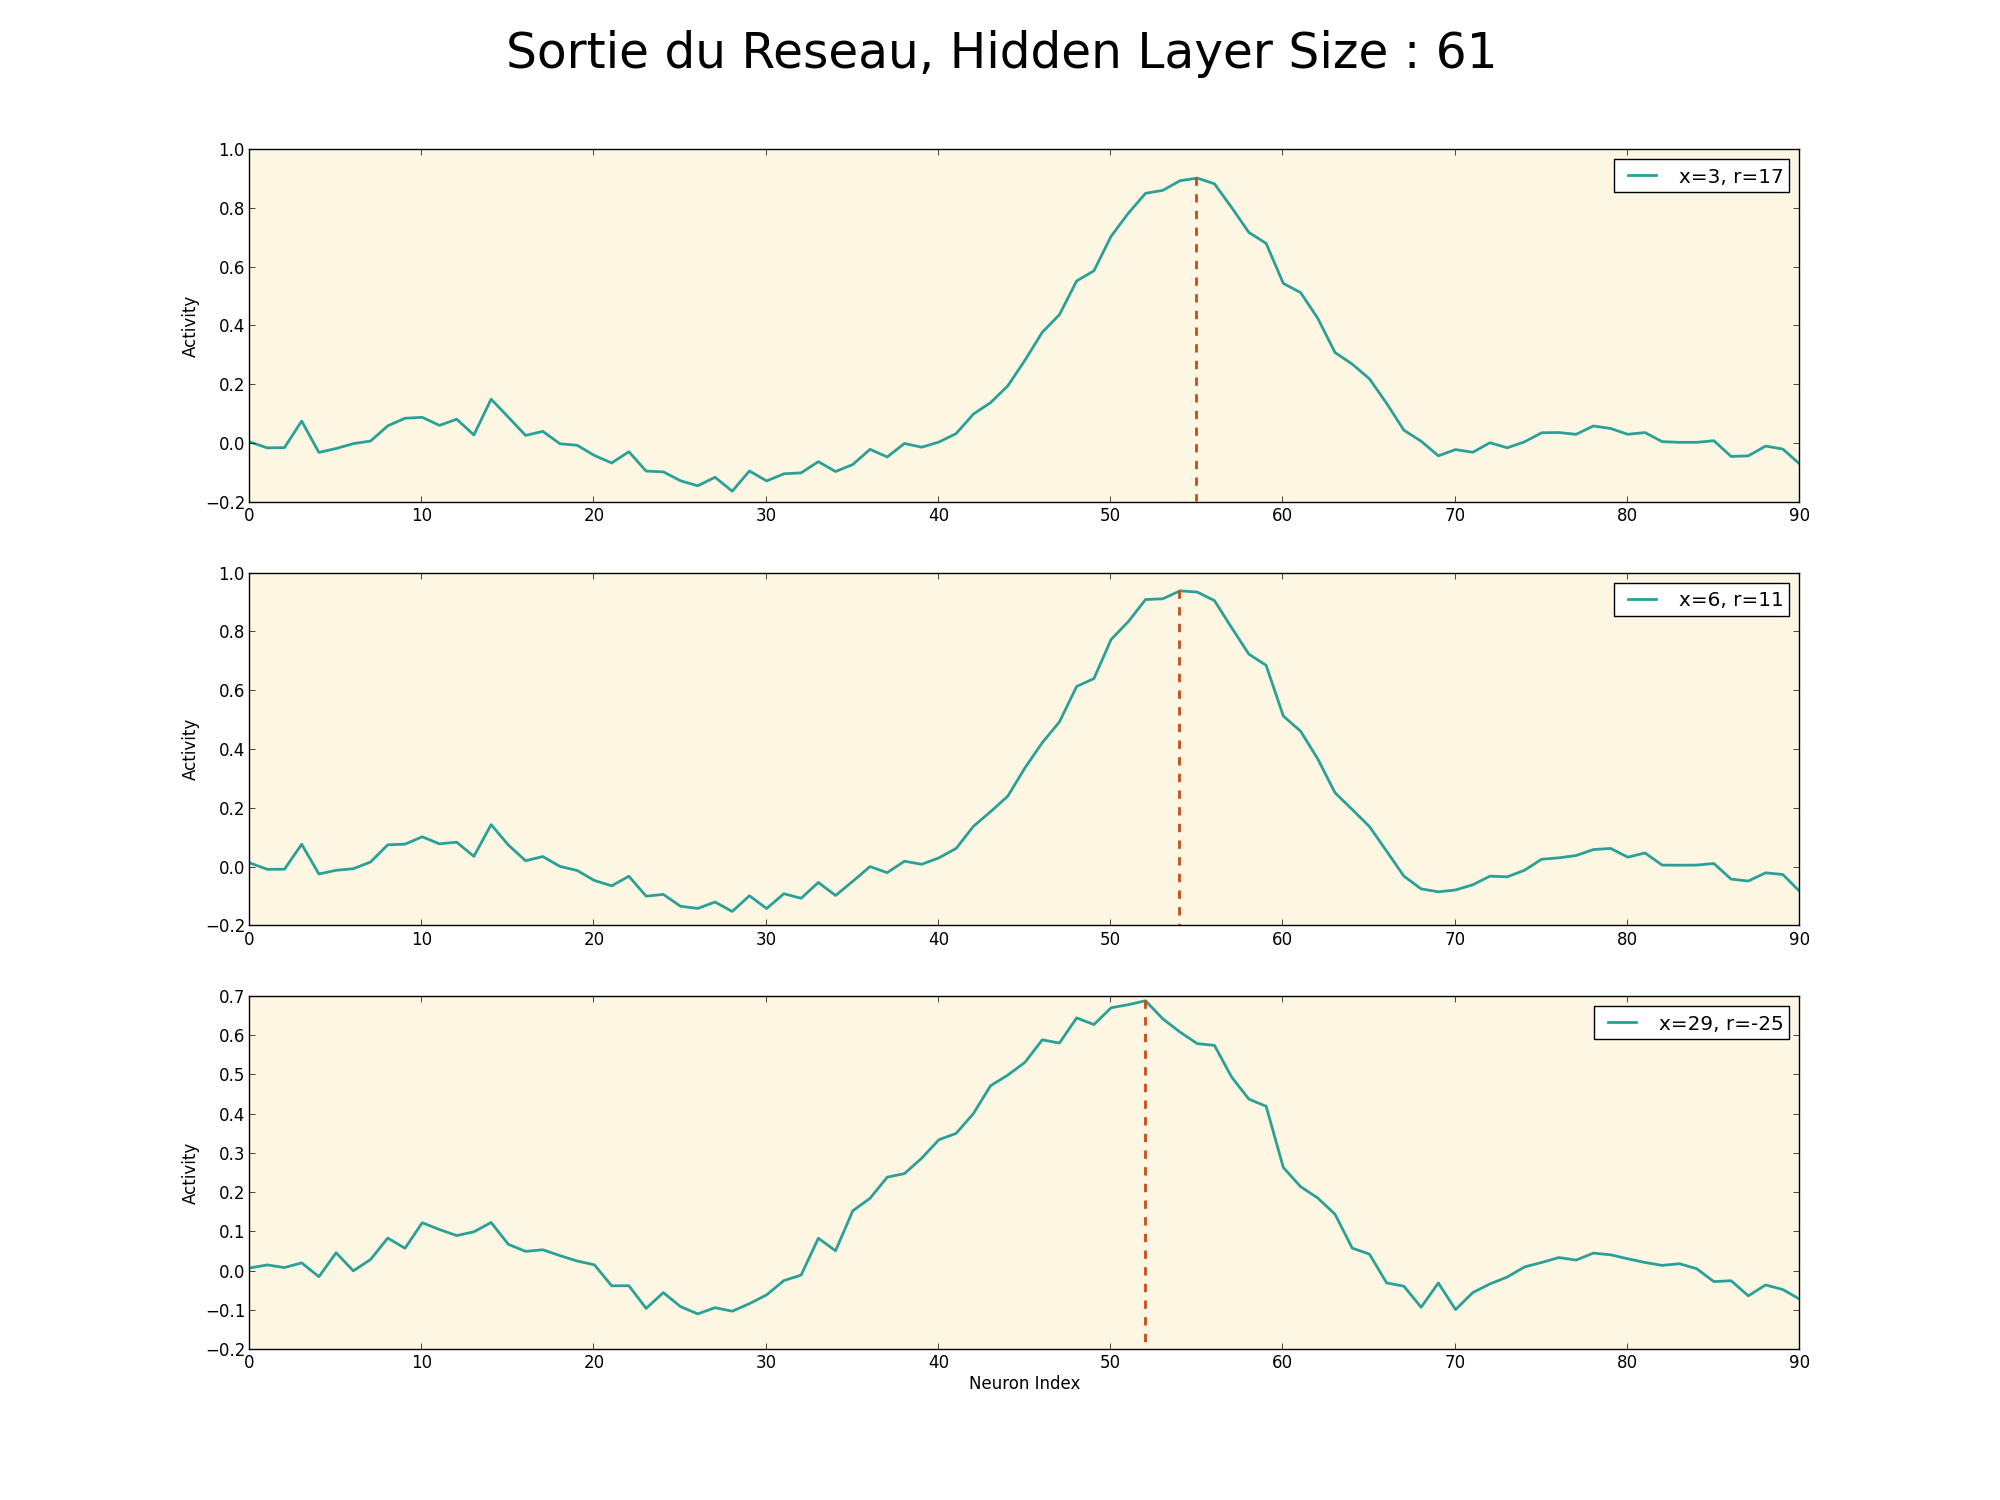 Sortie du Reseau, Hidden Layer Size : 61
1.0
0.8
0.6
0.4
0.2
0.0
−0.2
Activity
x=3, r=17
0 10 20 30 40 50 60 70 80 90
1.0
0.8
0.6
0.4
0.2
0.0
−0.2
Activity
x=6, r=11
0 10 20 30 40 50 60 70 80 90
0.7
0.6
0.5
0.4
0.3
0.2
0.1
0.0
−0.1
−0.2
Activity
x=29, r=-25
0 10 20 30 40 50 60 70 80 90
Neuron Index